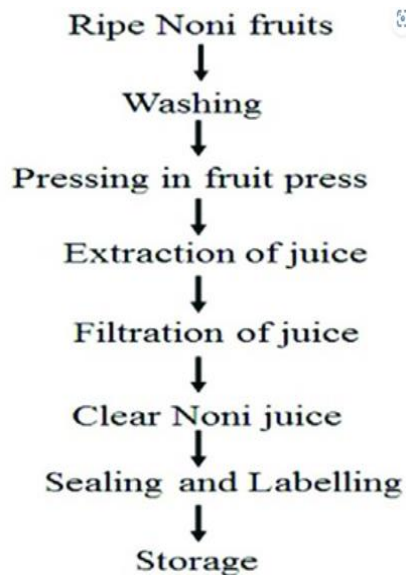 Ripe Noni fruits
Washing
Pressing in fruit press
Extraction of juice
Filtration of juice
Clear Noni juice
Sealing and Labelling
Storage